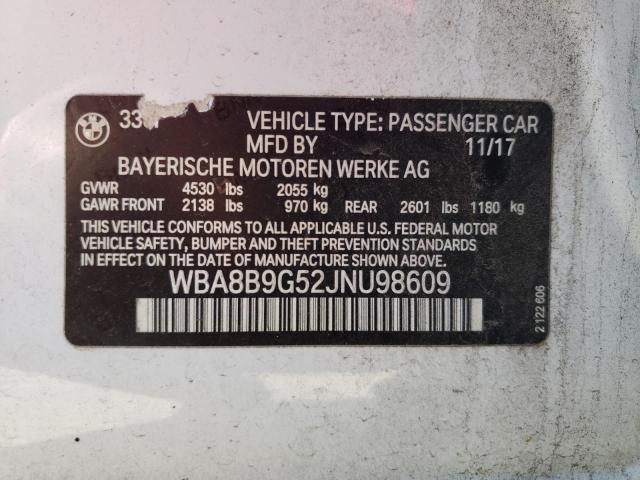 VEHICLE TYPE: PASSENGER CAR
MFD BY 11/17
BAYERISCHE MOTOREN WERKE AG
GVWR 4530 lbs 2055 kg
GAWR FRONT 2138 lbs 970 kg REAR 2601 lbs 1180 kg
THIS VEHICLE CONFORMS TO ALL APPLICABLE U.S. FEDERAL MOTOR
VEHICLE SAFETY, BUMPER AND THEFT PREVENTION STANDARDS
IN EFFECT ON THE DATE OF MANUFACTURE SHOWN ABOVE.
WBA8B9G52JNU98609
2 122 606